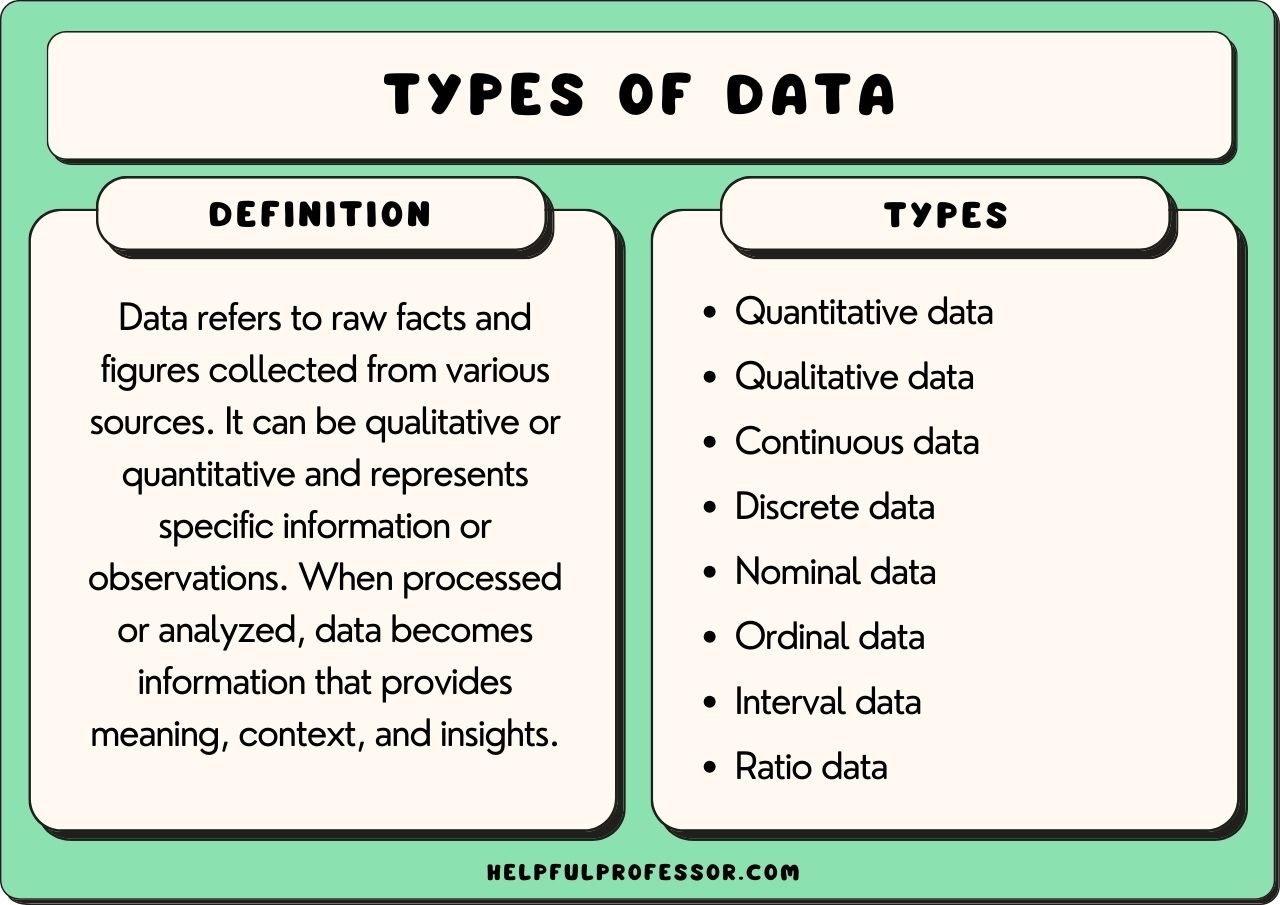 TYPES OF DATA
DEFINITION
Data refers to raw facts and
figures collected from various
sources. It can be qualitative or
quantitative and represents
specific information or
observations. When processed
or analyzed, data becomes
information that provides
meaning, context, and insights.
TYPES
• Quantitative data
• Qualitative data
• Continuous data
• Discrete data
• Nominal data
• Ordinal data
• Interval data
• Ratio data
HELPFULPROFESSOR.COM